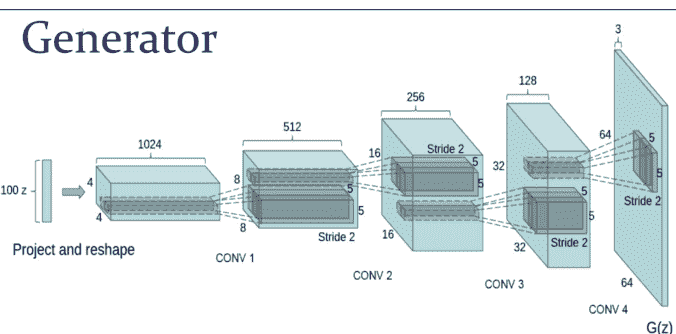 Generator
3
128
256
512
1024
100 z
4
4
8
8
5
5
Stride 2
16
16
Stride 2
5
5
32
32
5
5
Stride 2
64
64
5
5
Stride 2
Project and reshape
CONV 1
CONV 2
CONV 3
CONV 4
G(z)